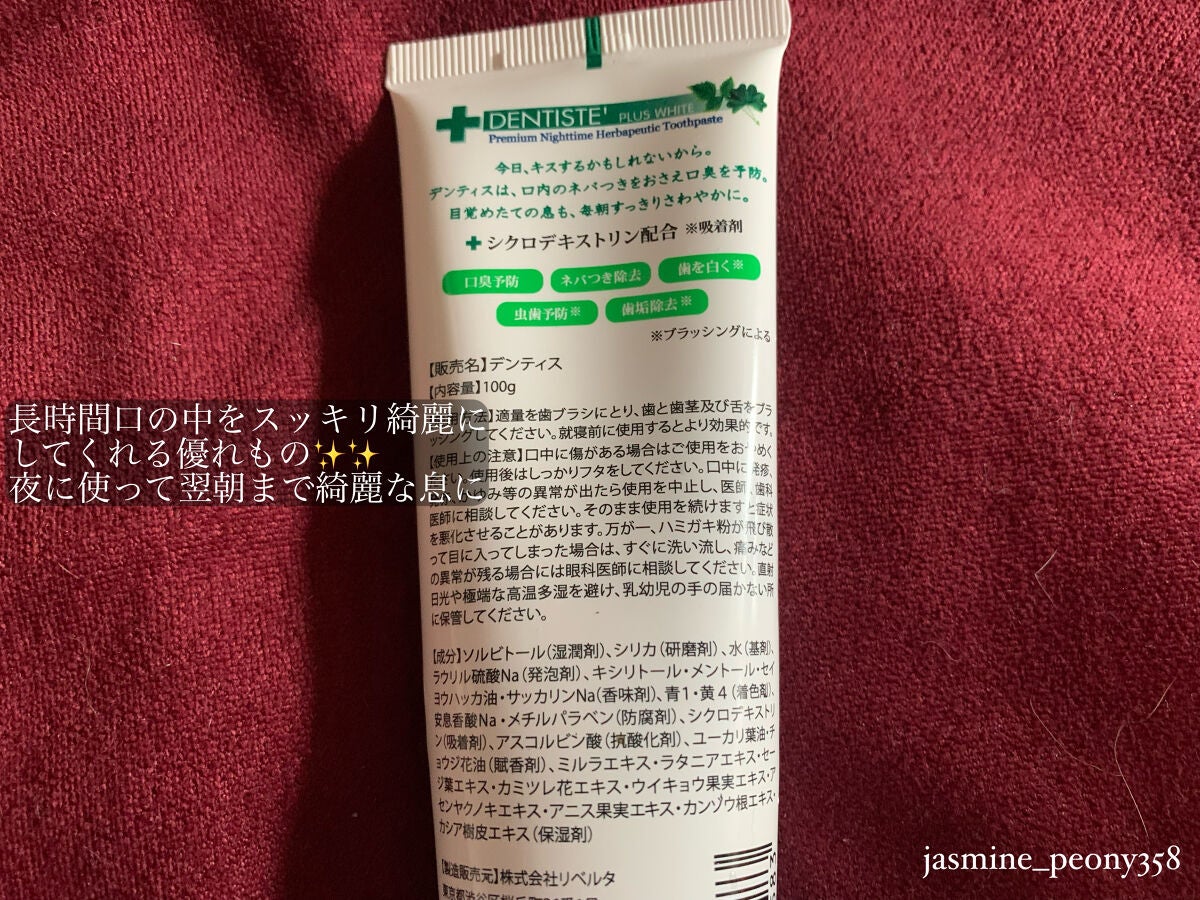 DENTISTE' PLUS WHITE
Premium Nighttime Herbapeutic Toothpaste
今日、キスするかもしれないから。
デンティスは、口内のネバつきをおさえ口臭を予防。
目覚めたての息も、毎朝すっきりさわやかに。
シクロデキストリン配合 ※吸着剤
口臭予防 ネバつき除去 歯を白く※
虫歯予防※ 歯垢除去※
※ブラッシングによる
【販売名】デンティス
【内容量】100g
長時間口の中をスッキリ綺麗に
してくれる優れもの✨✨
夜に使って翌朝まで綺麗な息に
法】適量を歯ブラシにとり、歯と歯茎及び舌をブラ
ッシングしてください。就寝前に使用するとより効果的です。
【使用上の注意】口中に傷がある場合はご使用をおやめく
い。使用後はしっかりフタをしてください。口中に発疹、
かゆみ等の異常が出たら使用を中止し、医師、歯科
医師に相談してください。そのまま使用を続けますと症状
を悪化させることがあります。万が一、ハミガキ粉が飛び散
って目に入ってしまった場合は、すぐに洗い流し、痛みなど
の異常が残る場合には眼科医師に相談してください。直射
日光や極端な高温多湿を避け、乳幼児の手の届かない所
に保管してください。
【成分】ソルビトール(湿潤剤)、シリカ(研磨剤)、水(基剤)、
ラウリル硫酸Na(発泡剤)、キシリトール・メントール・セイ
ヨウハッカ油・サッカリンNa(香味剤)、青1・黄4(着色剤)、
安息香酸Na・メチルパラベン(防腐剤)、シクロデキストリ
ン(吸着剤)、アスコルビン酸(抗酸化剤)、ユーカリ葉油・チ
ョウジ花油(賦香剤)、ミルラエキス・ラタニアエキス・セー
ジ葉エキス・カミツレ花エキス・ウイキョウ果実エキス・ア
センヤクノキエキス・アニス果実エキス・カンゾウ根エキス・
カシア樹皮エキス(保湿剤)
【製造販売元】株式会社リベルタ
jasmine_peony358